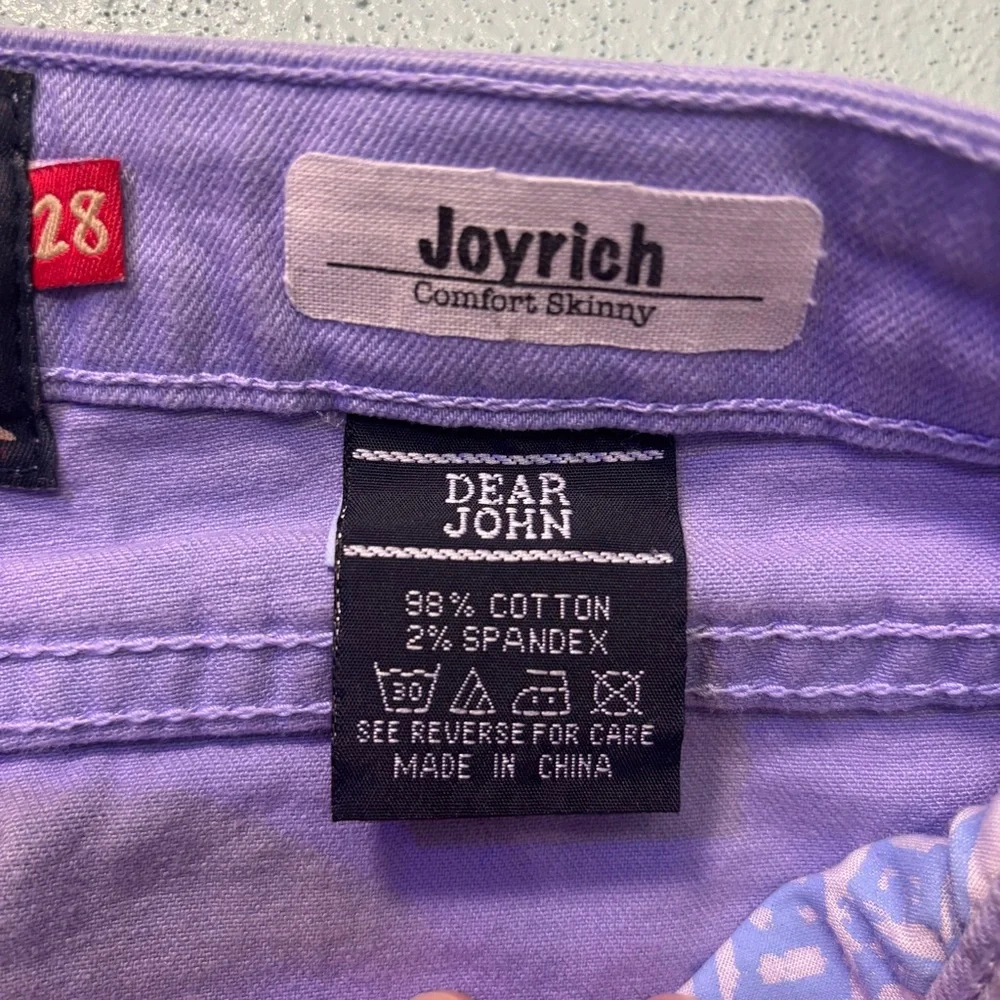 28
Joyrich
Comfort Skinny
DEAR
JOHN
98% COTTON
2% SPANDEX
30
SEE REVERSE FOR CARE
MADE IN CHINA